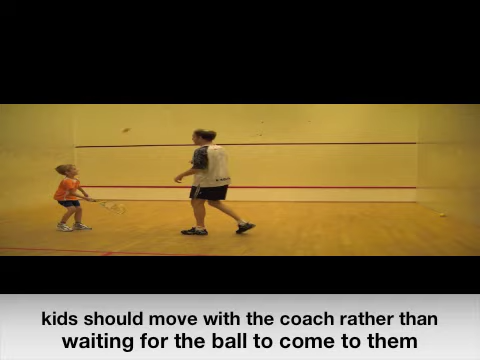 kids should move with the coach rather than
waiting for the ball to come to them